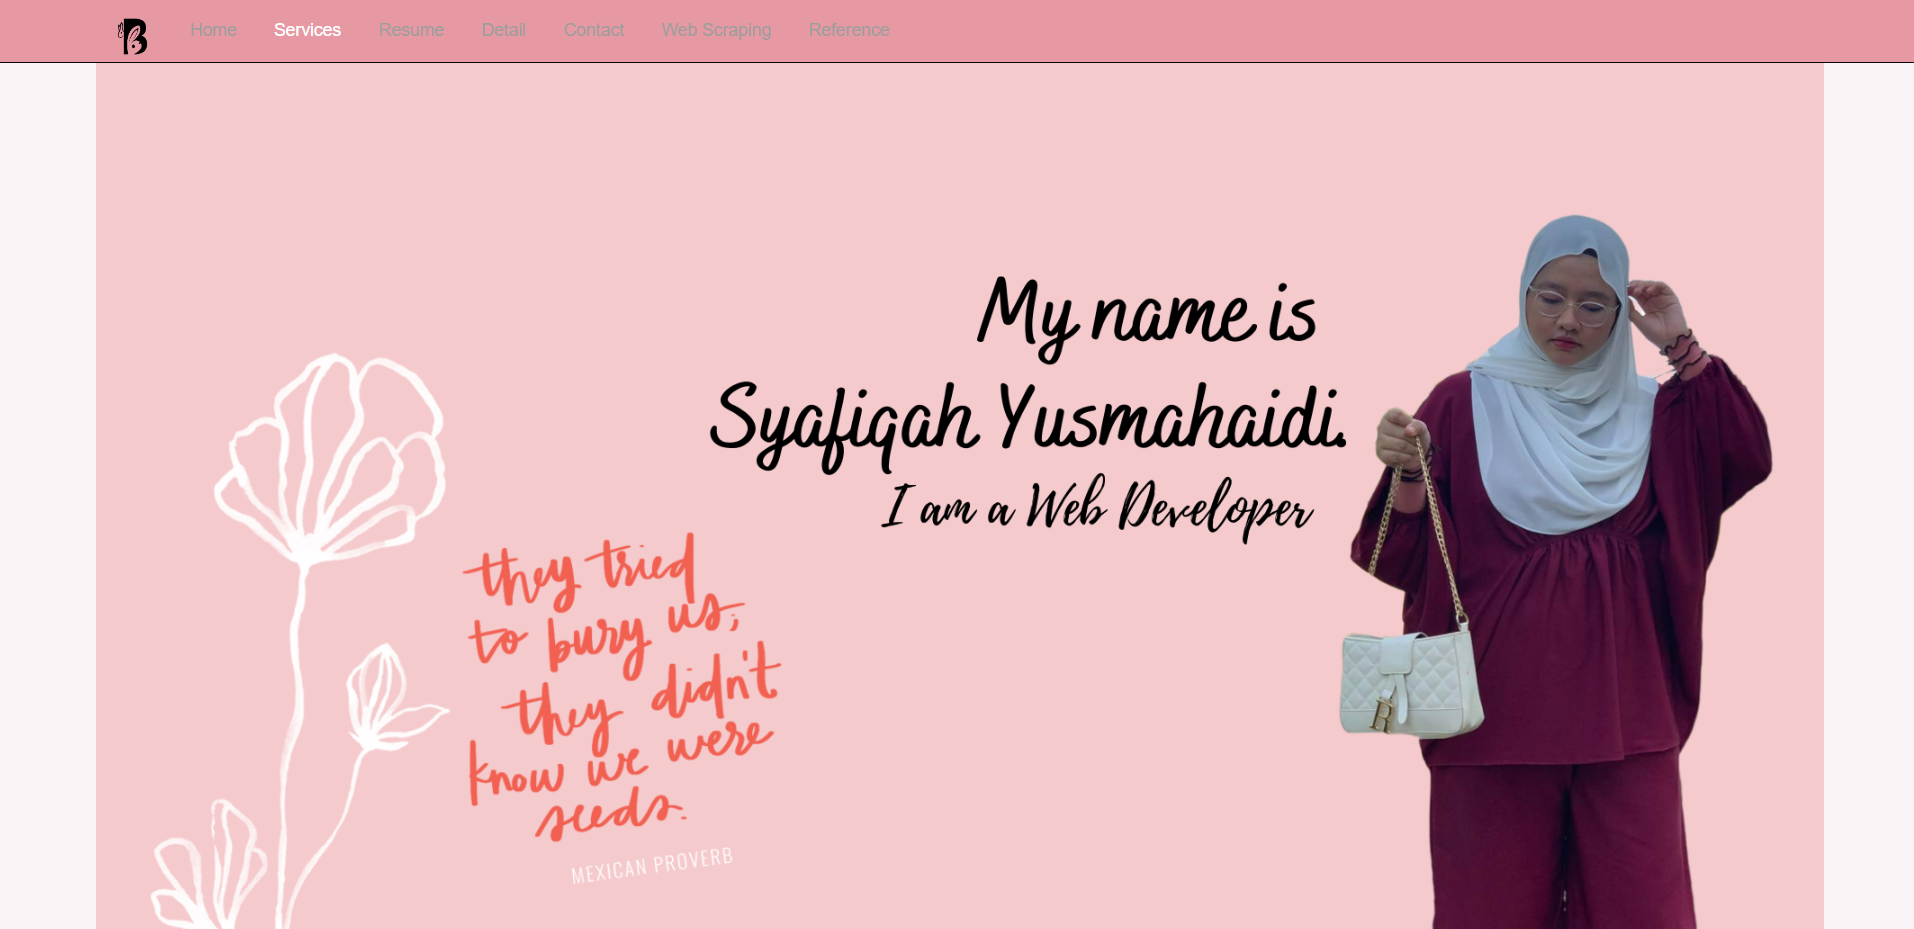 B
Home Services Resume Detail Contact Web Scraping Reference
My name is
Syafiqah Yusmahaidi.
I am a Web Developer
they tried
to bury us;
they didn't
know we were
seeds.
MEXICAN PROVERB
B